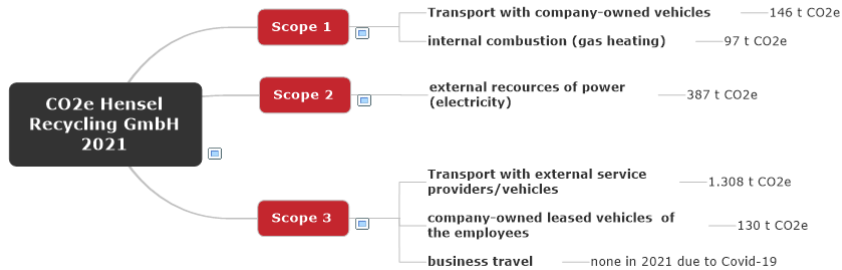 CO2e Hensel
Recycling GmbH
2021
Scope 1
Transport with company-owned vehicles 146 t CO2e
internal combustion (gas heating) 97 t CO2e
Scope 2
external recources of power
(electricity)
387 t CO2e
Scope 3
Transport with external service
providers/vehicles
1.308 t CO2e
company-owned leased vehicles of
the employees
130 t CO2e
business travel none in 2021 due to Covid-19